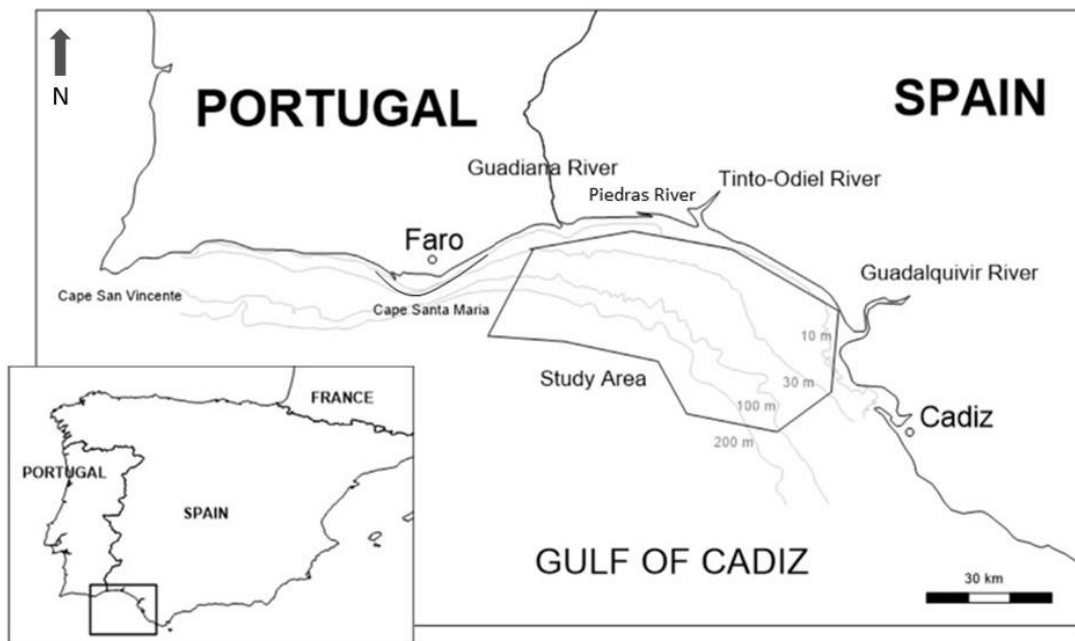 N
PORTUGAL
SPAIN
Guadiana River
Tinto-Odiel River
Piedras River
Faro
Guadalquivir River
Cape San Vincente
Cape Santa Maria
10 m
Study Area
30 m
100 m
Cadiz
200 m
FRANCE
PORTUGAL
SPAIN
GULF OF CADIZ
30 km